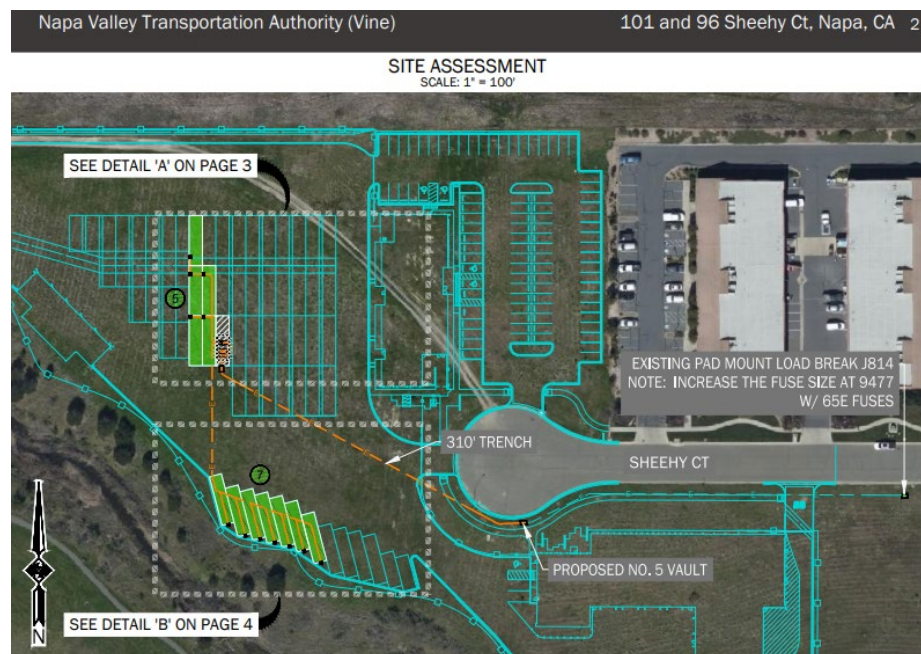 Napa Valley Transportation Authority (Vine)
101 and 96 Sheehy Ct, Napa, CA 2
SITE ASSESSMENT
SCALE: 1" = 100'
SEE DETAIL 'A' ON PAGE 3
EXISTING PAD MOUNT LOAD BREAK J814
NOTE: INCREASE THE FUSE SIZE AT 9477
W/ 65E FUSES
310' TRENCH
SHEEHY CT
7
PROPOSED NO. 5 VAULT
SEE DETAIL 'B' ON PAGE 4
N